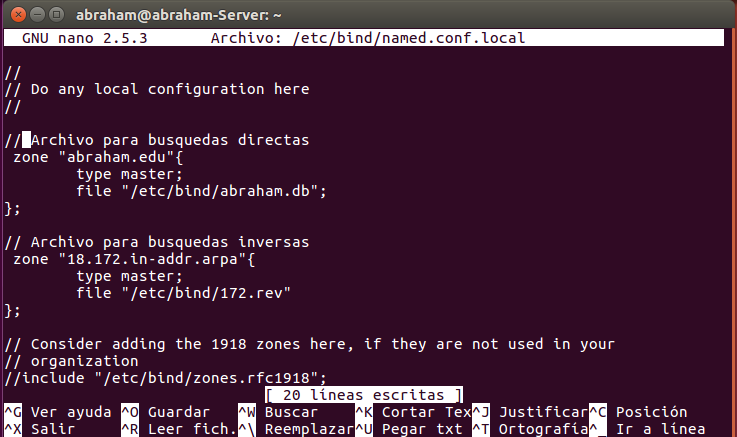 abraham@abraham-Server: ~
GNU nano 2.5.3 Archivo: /etc/bind/named.conf.local
//
// Do any local configuration here
//
// Archivo para busquedas directas
zone "abraham.edu"{
type master;
file "/etc/bind/abraham.db";
};
// Archivo para busquedas inversas
zone "18.172.in-addr.arpa"{
type master;
file "/etc/bind/172.rev"
};
// Consider adding the 1918 zones here, if they are not used in your
// organization
//include "/etc/bind/zones.rfc1918";
[ 20 líneas escritas ]
^G Ver ayuda ^O Guardar ^W Buscar ^K Cortar Tex ^J Justificar ^C Posición
^X Salir ^R Leer fich. ^\ Reemplazar ^U Pegar txt ^T Ortografía ^_ Ir a línea